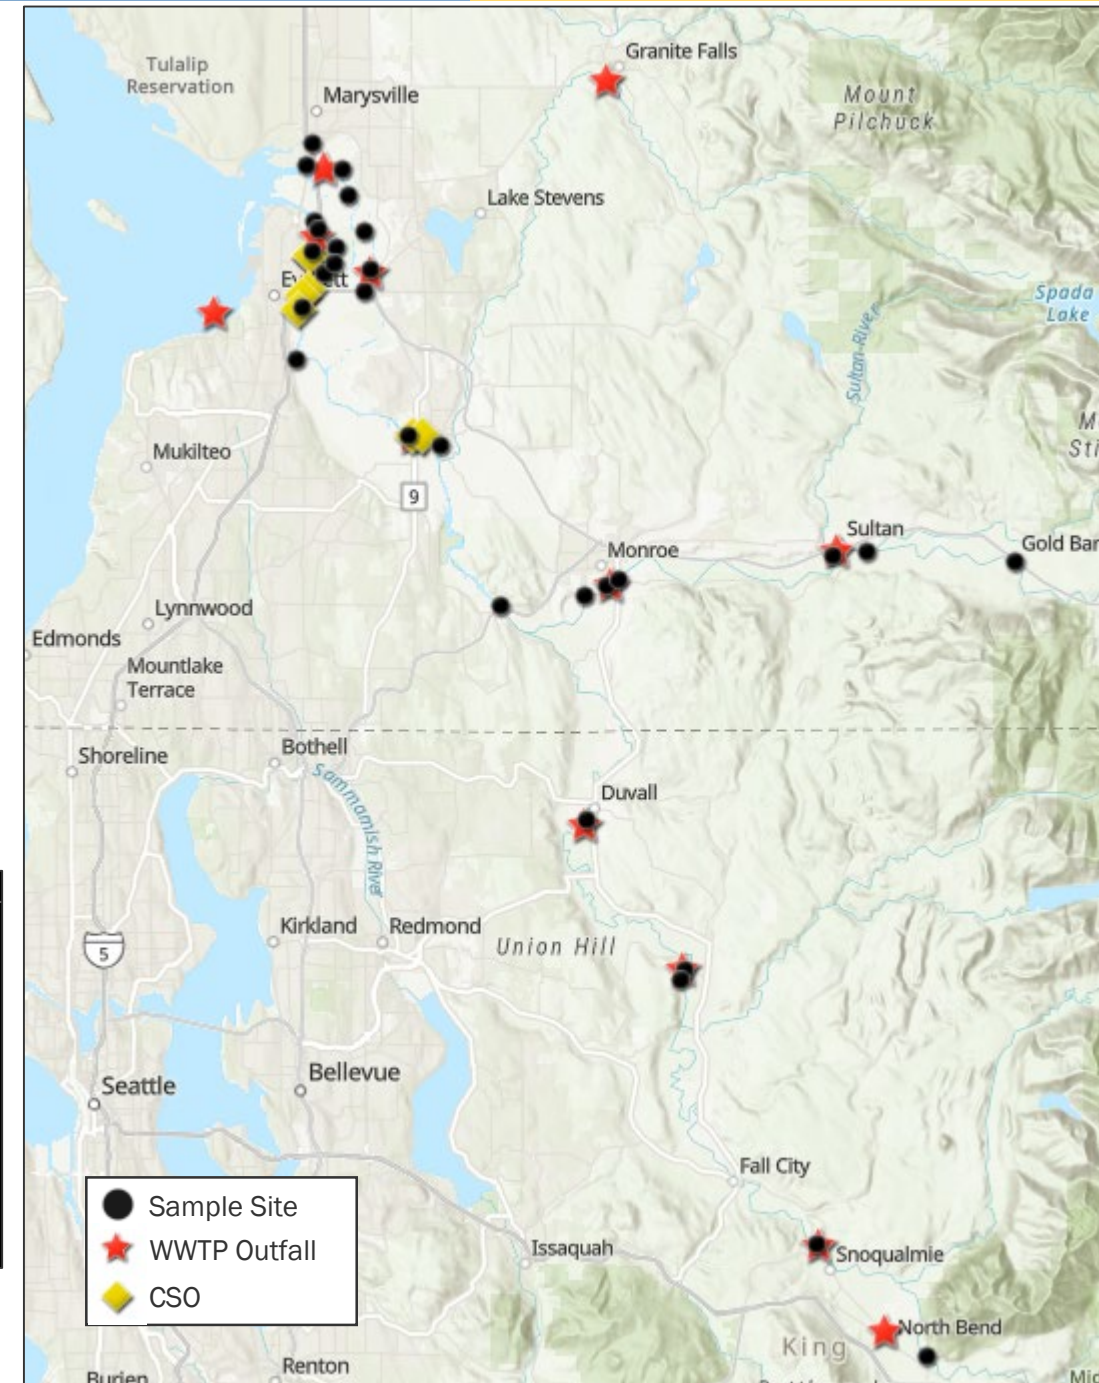 Granite Falls
Tulalip
Reservation
Marysville
Mount
Pilchuck
Lake Stevens
Spada
Lake
Sultan River
Mukilteo
9
Sultan
Gold Bar
Monroe
Lynnwood
Edmonds
Mountlake
Terrace
Shoreline
Bothell
Sammamish River
Duvall
Kirkland
Redmond
Union Hill
5
Seattle
Bellevue
Fall City
Sample Site
WWTP Outfall
CSO
Issaquah
Snoqualmie
North Bend
King
Renton